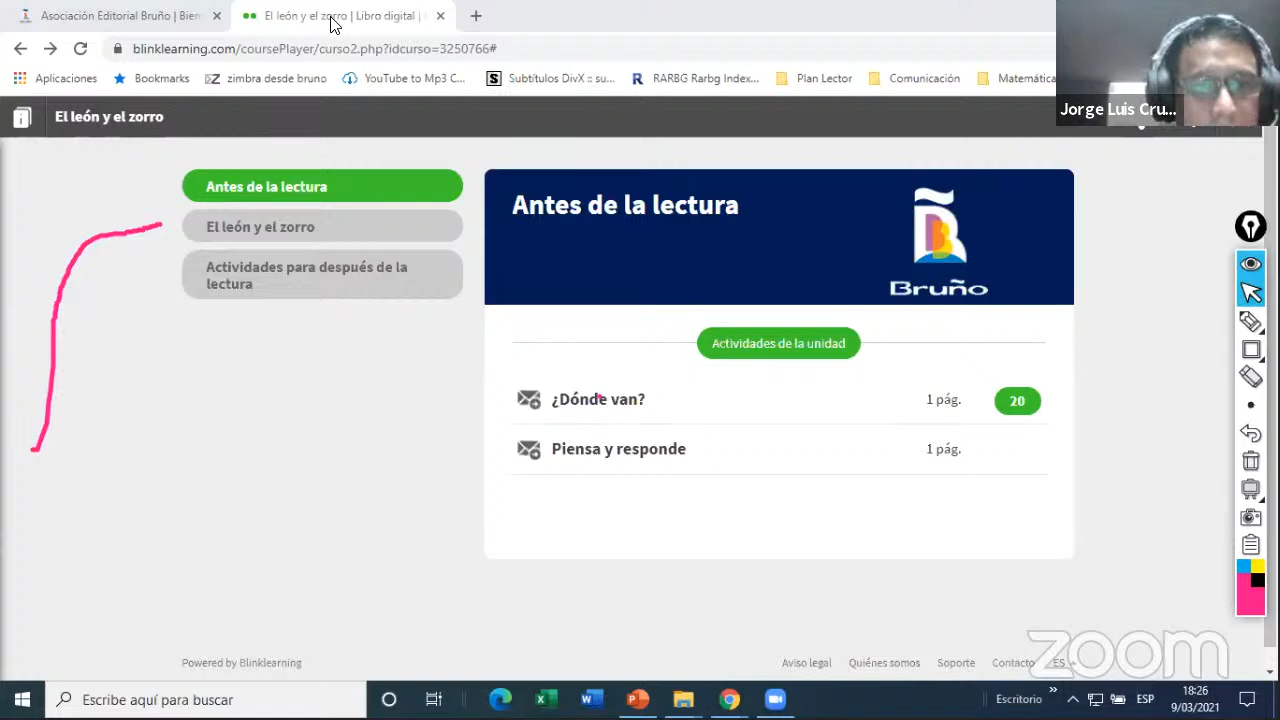 Asociación Editorial Bruño | Bien
El león y el zorro | Libro digital |
blinklearning.com/coursePlayer/curso2.php?idcurso=3250766#
Aplicaciones
Bookmarks
zimbra desde bruno
YouTube to Mp3 C...
Subtítulos DivX :: su...
RARBG Rarbg Index...
Plan Lector
Comunicación
Matemática
Jorge Luis Cru...
El león y el zorro
Antes de la lectura
El león y el zorro
Actividades para después de la
lectura
Antes de la lectura
Bruño
Actividades de la unidad
¿Dónde van?
1 pág.
20
Piensa y responde
1 pág.
Powered by Blinklearning
Aviso legal
Quiénes somos
Soporte
Contacto
ES
zoom
Escribe aquí para buscar
Escritorio
ESP
18:26
9/03/2021